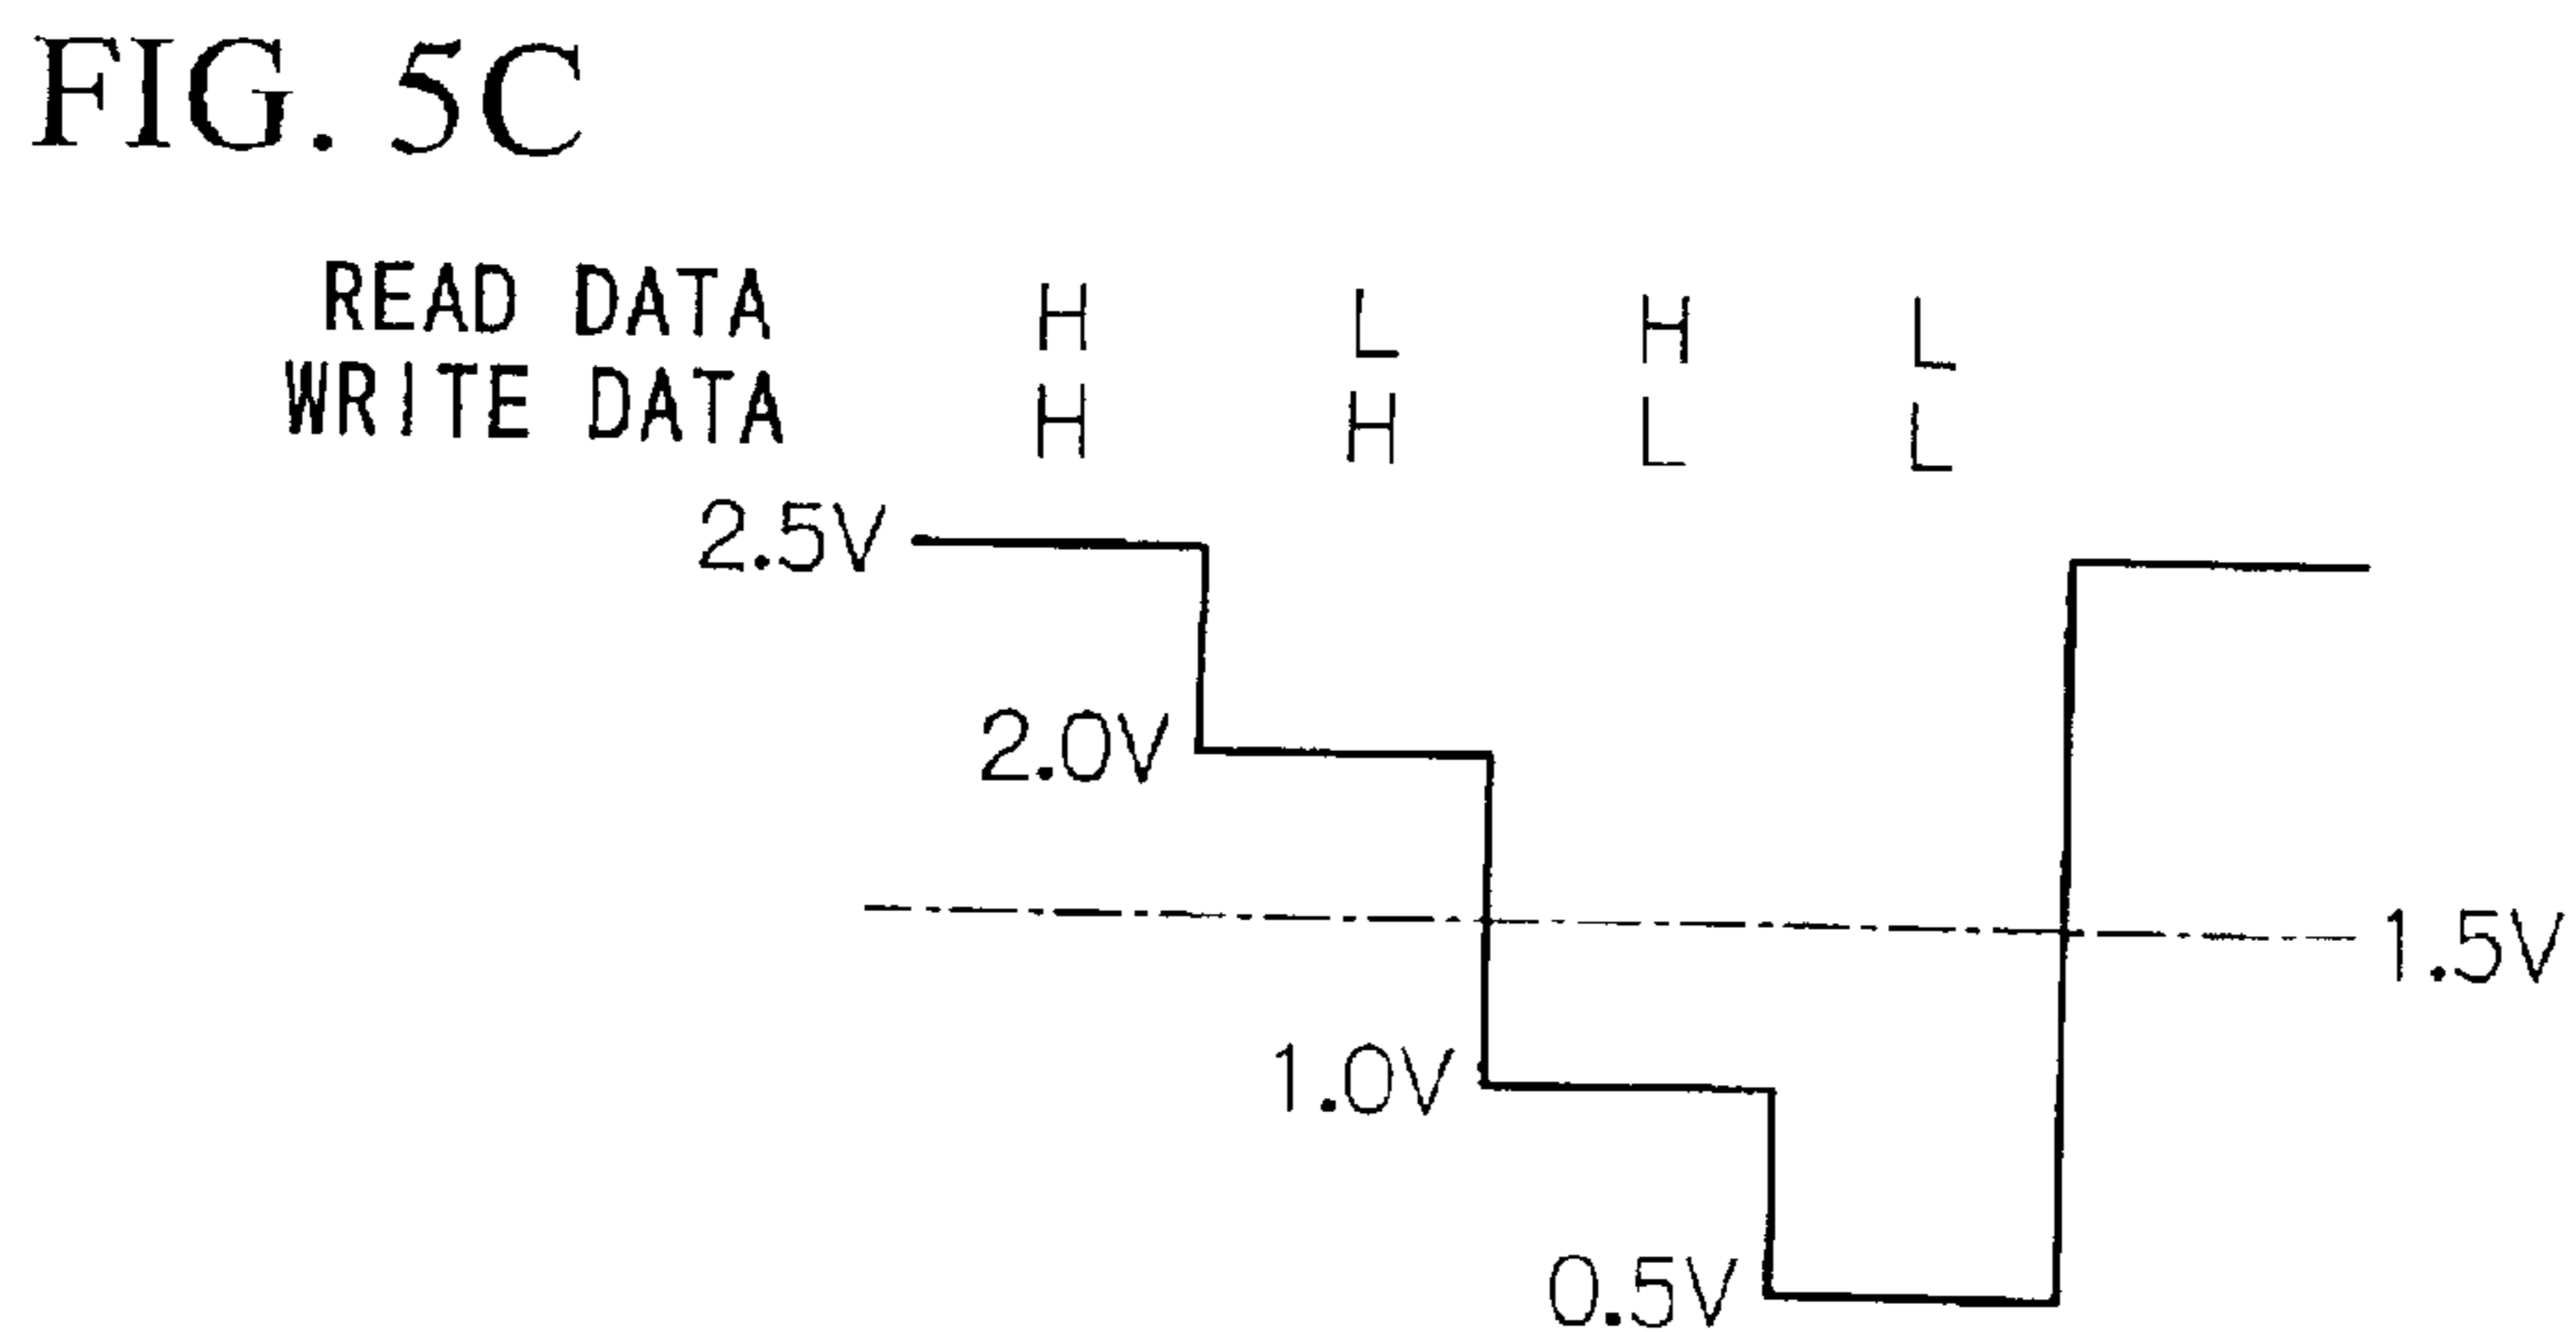 FIG. 5C
READ DATA H L H L
WRITE DATA H H L L
2.5V
2.0V
1.5V
1.0V
0.5V